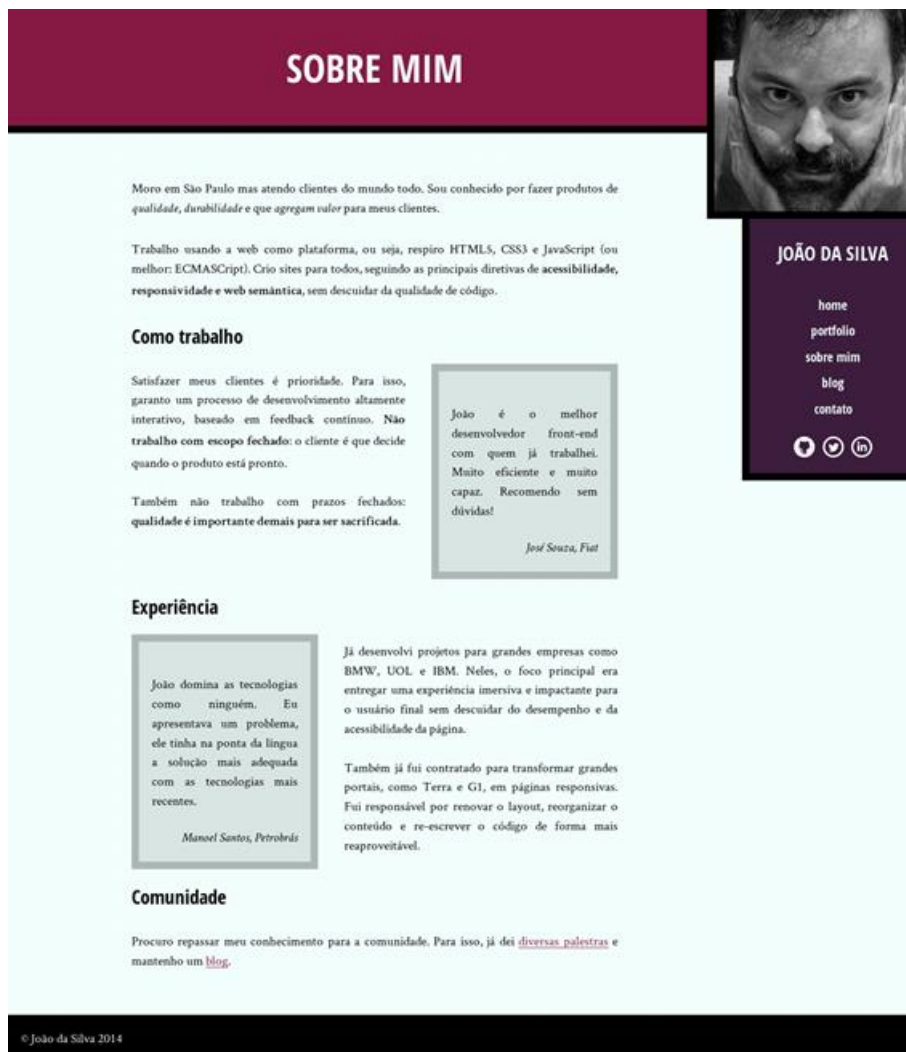 SOBRE MIM
Moro em São Paulo mas atendo clientes do mundo todo. Sou conhecido por fazer produtos de
qualidade, durabilidade e que agregam valor para meus clientes.
Trabalho usando a web como plataforma, ou seja, respiro HTML5, CSS3 e JavaScript (ou
melhor: ECMASCript). Crio sites para todos, seguindo as principais diretivas de acessibilidade,
responsividade e web semântica, sem descuidar da qualidade de código.
Como trabalho
Satisfazer meus clientes é prioridade. Para isso,
garanto um processo de desenvolvimento altamente
interativo, baseado em feedback contínuo. Não
trabalho com escopo fechado: o cliente é que decide
quando o produto está pronto.
Também não trabalho com prazos fechados:
qualidade é importante demais para ser sacrificada.
João é o melhor
desenvolvedor front-end
com quem já trabalhei.
Muito eficiente e muito
capaz. Recomendo sem
dúvidas!
José Souza, Fiat
Experiência
João domina as tecnologias
como ninguém. Eu
apresentava um problema,
ele tinha na ponta da língua
a solução mais adequada
com as tecnologias mais
recentes.
Manoel Santos, Petrobrás
Já desenvolvi projetos para grandes empresas como
BMW, UOL e IBM. Neles, o foco principal era
entregar uma experiência imersiva e impactante para
o usuário final sem descuidar do desempenho e da
acessibilidade da página.
Também já fui contratado para transformar grandes
portais, como Terra e G1, em páginas responsivas.
Fui responsável por renovar o layout, reorganizar o
conteúdo e re-escrever o código de forma mais
reaproveitável.
Comunidade
Procuro repassar meu conhecimento para a comunidade. Para isso, já dei diversas palestras e
mantenho um blog.
JOÃO DA SILVA
home
portfolio
sobre mim
blog
contato
in
© João da Silva 2014